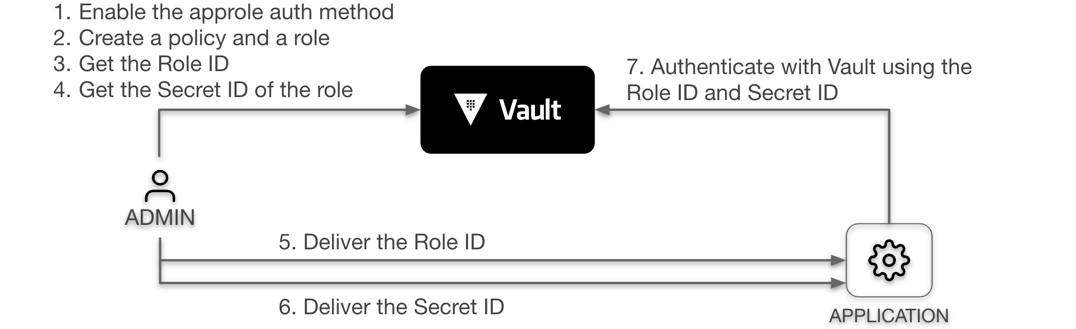 1. Enable the approle auth method
2. Create a policy and a role
3. Get the Role ID
4. Get the Secret ID of the role
7. Authenticate with Vault using the
Role ID and Secret ID
Vault
ADMIN
5. Deliver the Role ID
6. Deliver the Secret ID
APPLICATION